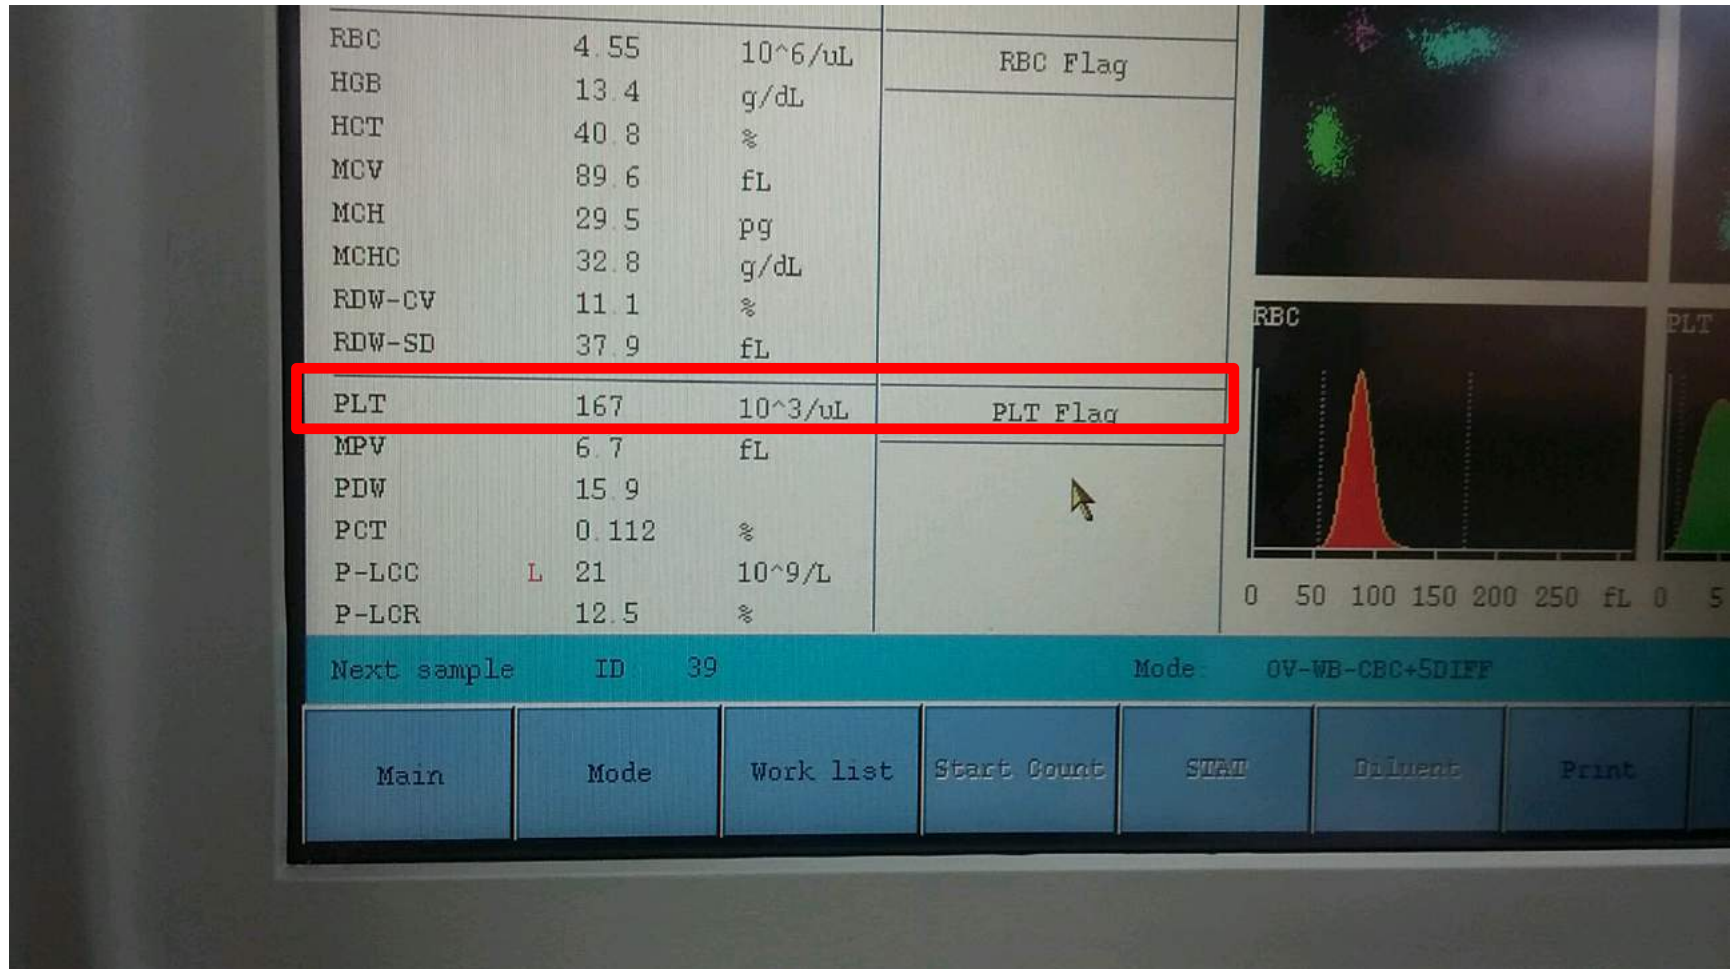 RBC 4.55 10^6/uL RBC Flag
HGB 13.4 g/dL
HCT 40.8 %
MCV 89.6 fL
MCH 29.5 pg
MCHC 32.8 g/dL
RDW-CV 11.1 %
RDW-SD 37.9 fL
PLT 167 10^3/uL PLT Flag
MPV 6.7 fL
PDW 15.9
PCT 0.112 %
P-LCC L 21 10^9/L
P-LCR 12.5 %
RBC
0 50 100 150 200 250 fL
PLT
0 5
Next sample ID 39 Mode: OV-WB-CBC+5DIFF
Main Mode Work list Start Count STAT Diluent Print